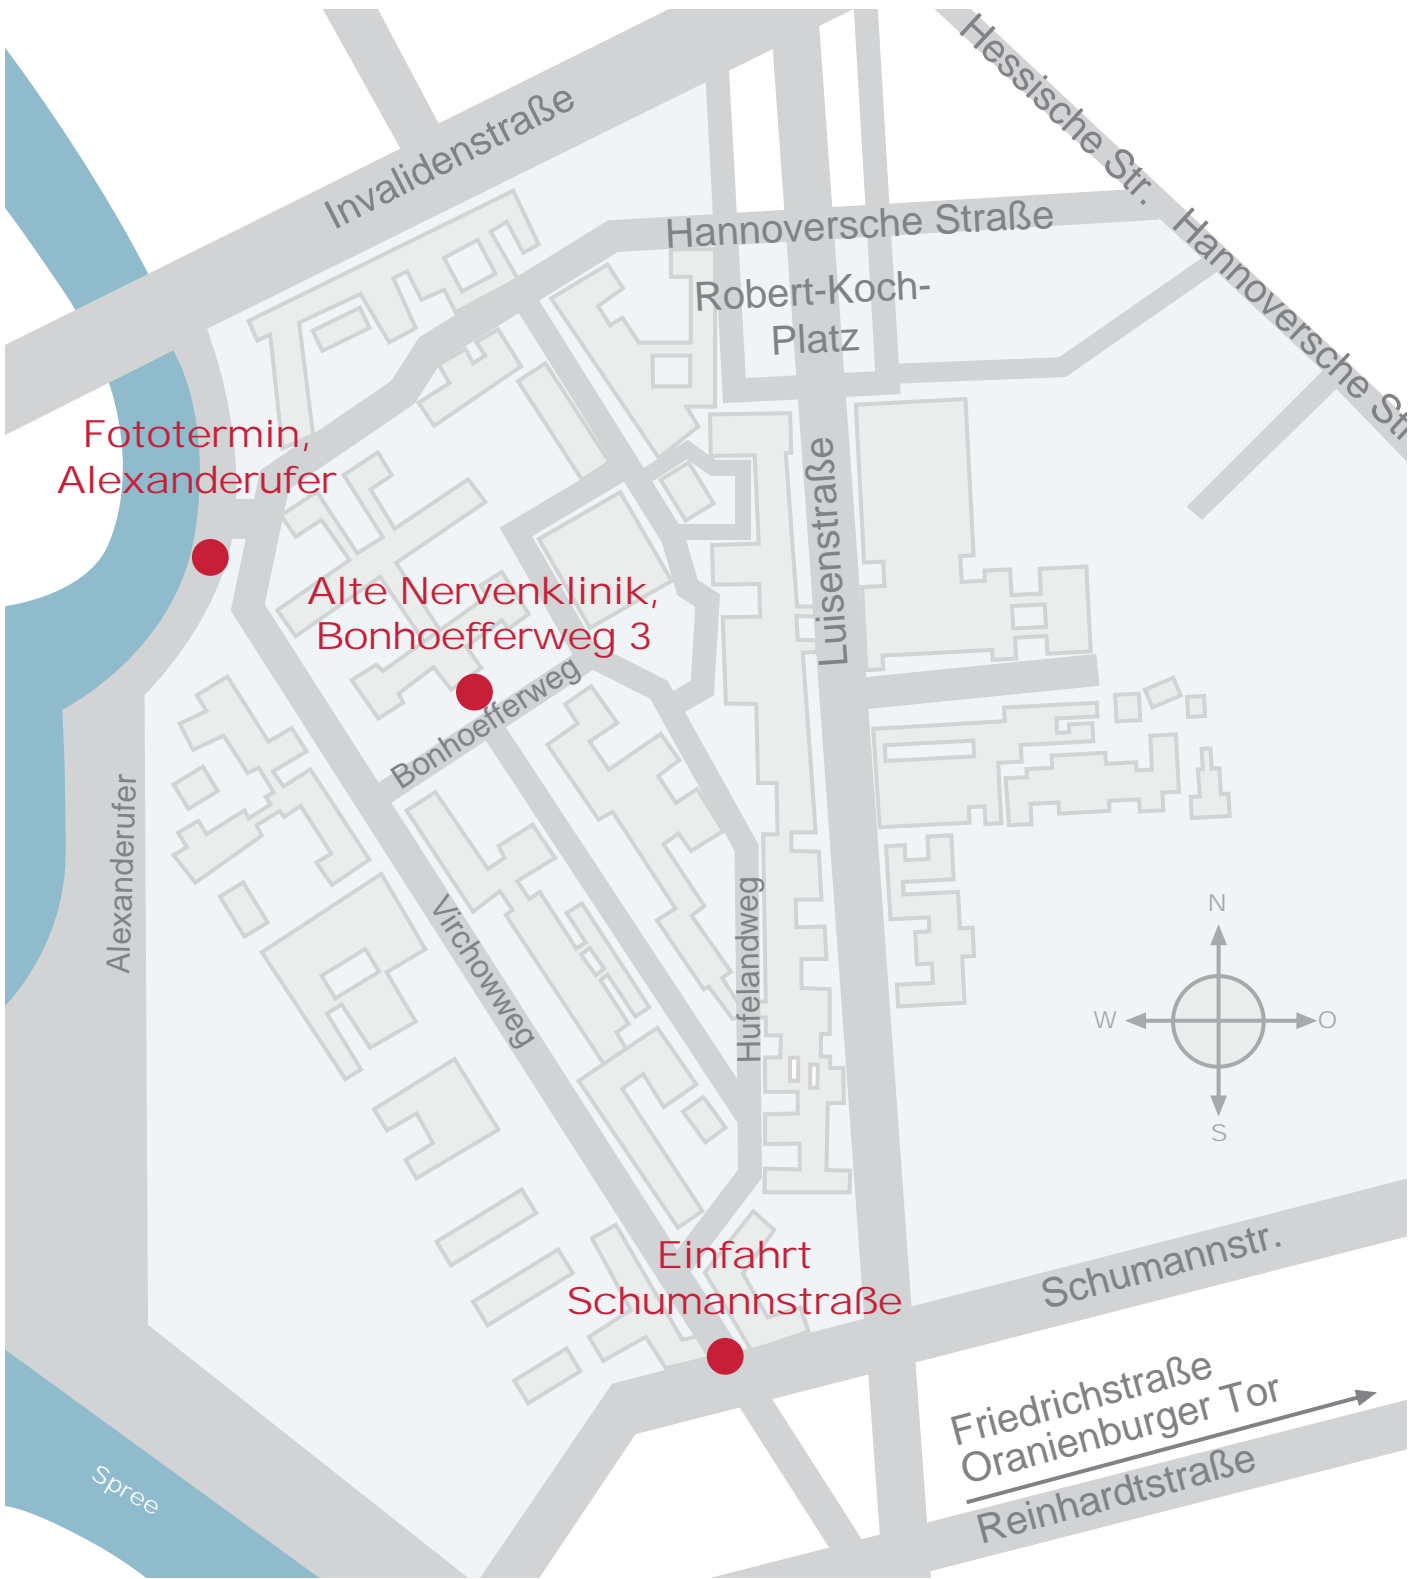 Hessische Str.
Invalidenstraße
Hannoversche Straße
Hannoversche Str.
Robert-Koch-
Platz
Fototermin,
Alexanderufer
Luisenstraße
Alte Nervenklinik,
Bonhoefferweg 3
Bonhoefferweg
Alexanderufer
Virchowweg
Hufelandweg
N
W
O
S
Einfahrt
Schumannstraße
Schumannstr.
Friedrichstraße
Oranienburger Tor
Reinhardtstraße
Spree